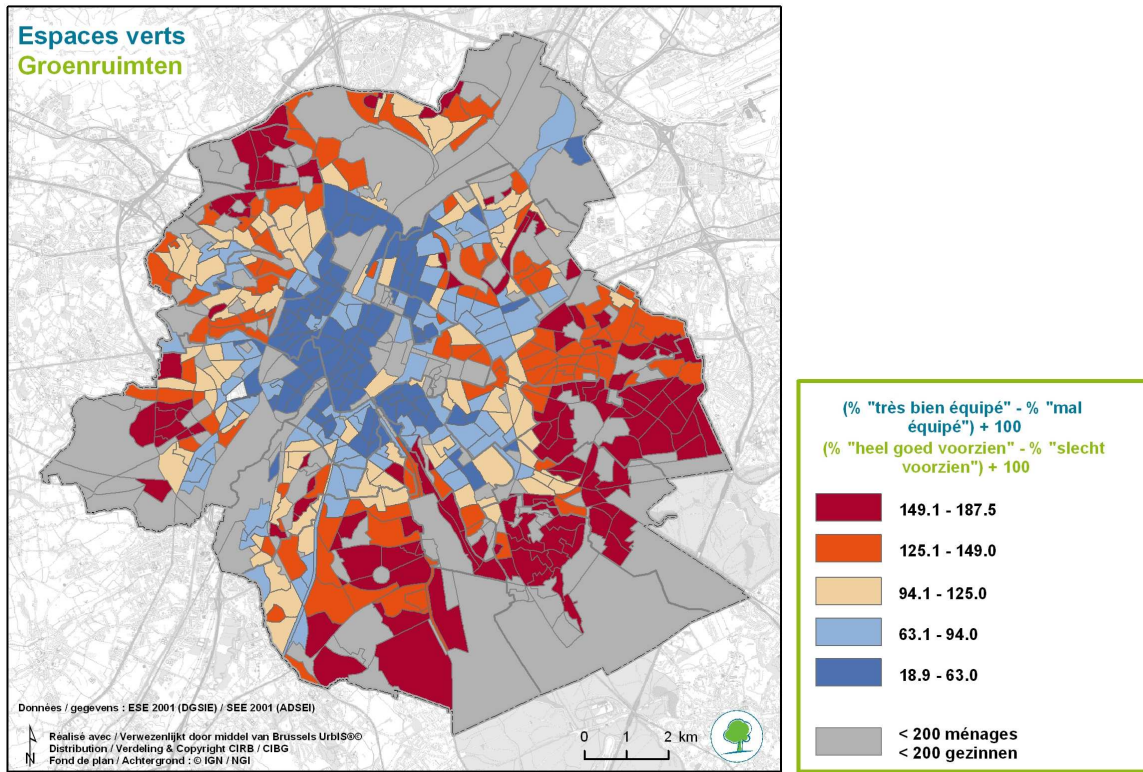 Espaces verts
Groenruimten
Données / gegevens : ESE 2001 (DGSIE) / SEE 2001 (ADSEI)
N
Réalisé avec / Verwezenlijkt door middel van Brussels UrbIS®©
Distribution / Verdeling & Copyright CIRB / CIBG
Fond de plan / Achtergrond : © IGN / NGI
0 1 2 km
(% "très bien équipé" - % "mal
équipé") + 100
(% "heel goed voorzien" - % "slecht
voorzien") + 100
149.1 - 187.5
125.1 - 149.0
94.1 - 125.0
63.1 - 94.0
18.9 - 63.0
< 200 ménages
< 200 gezinnen